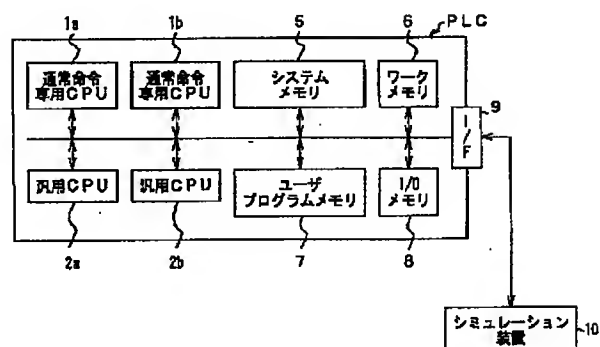 1a 1b 5 6 PLC
通常命令 通常命令 システム ワーク
専用CPU 専用CPU メモリ メモリ
9
I/F
汎用CPU 汎用CPU ユーザ I/O
プログラムメモリ メモリ
2a 2b 7 8
シミュレーション
装置
10